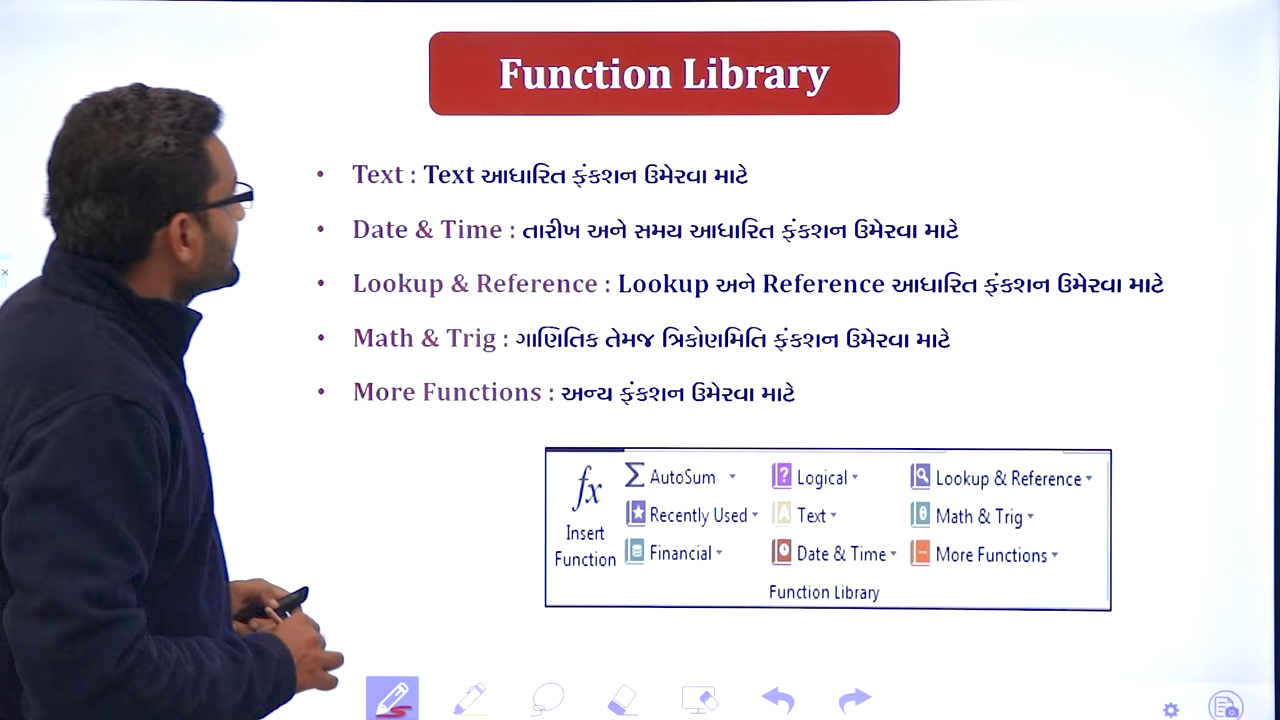 Function Library
• Text : Text આધારિત ફંકશન ઉમેરવા માટે
• Date & Time : તારીખ અને સમય આધારિત ફંકશન ઉમેરવા માટે
• Lookup & Reference : Lookup અને Reference આધારિત ફંકશન ઉમેરવા માટે
• Math & Trig : ગાણિતિક તેમજ ત્રિકોણમિતિ ફંકશન ઉમેરવા માટે
• More Functions : અન્ય ફંકશન ઉમેરવા માટે
fx
Insert
Function
Σ AutoSum
Recently Used
Financial
Logical
Text
Date & Time
Lookup & Reference
Math & Trig
More Functions
Function Library